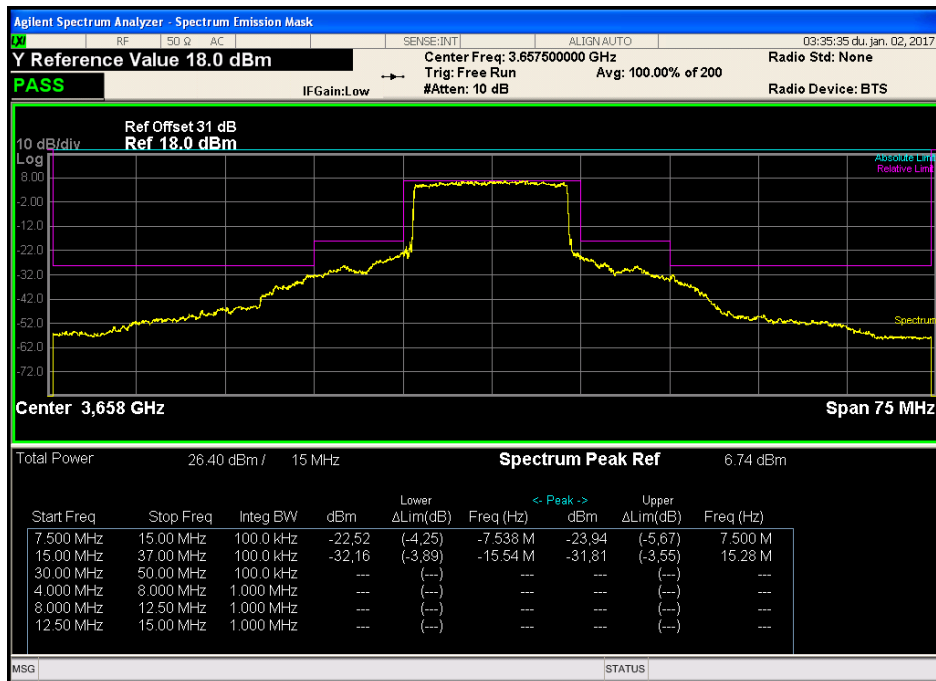 Agilent Spectrum Analyzer - Spectrum Emission Mask
LXI RF 50 Ω AC SENSE:INT ALIGN AUTO 03:35:35 du. jan. 02, 2017
Y Reference Value 18.0 dBm Center Freq: 3.657500000 GHz Radio Std: None
Trig: Free Run Avg: 100.00% of 200
PASS IFGain:Low #Atten: 10 dB Radio Device: BTS
Ref Offset 31 dB
10 dB/div Ref 18.0 dBm
Log Absolute Limit
Relative Limit
8.00
-2.00
-12.0
-22.0
-32.0
-42.0
-52.0 Spectrum
-62.0
-72.0
Center 3,658 GHz Span 75 MHz
Total Power 26.40 dBm / 15 MHz Spectrum Peak Ref 6.74 dBm
Lower <- Peak -> Upper
Start Freq Stop Freq Integ BW dBm ΔLim(dB) Freq (Hz) dBm ΔLim(dB) Freq (Hz)
7.500 MHz 15.00 MHz 100.0 kHz -22,52 (-4,25) -7.538 M -23,94 (-5,67) 7.500 M
15.00 MHz 37.00 MHz 100.0 kHz -32,16 (-3,89) -15.54 M -31,81 (-3,55) 15.28 M
30.00 MHz 50.00 MHz 100.0 kHz --- (---) --- --- (---) ---
4.000 MHz 8.000 MHz 1.000 MHz --- (---) --- --- (---) ---
8.000 MHz 12.50 MHz 1.000 MHz --- (---) --- --- (---) ---
12.50 MHz 15.00 MHz 1.000 MHz --- (---) --- --- (---) ---
MSG STATUS